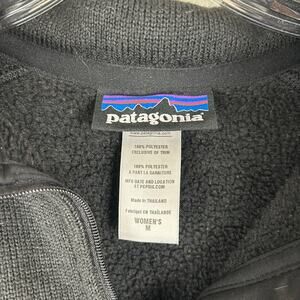 patagonia®
www.patagonia.com
100% POLYESTER
EXCLUSIVE OF TRIM
100% POLYESTER
À PART LA GARNITURE
MFG DATE AND LOCATION
AT PEPGIA.COM
Made in THAILAND
Fabriqué en THAÏLANDE
WOMEN'S
M